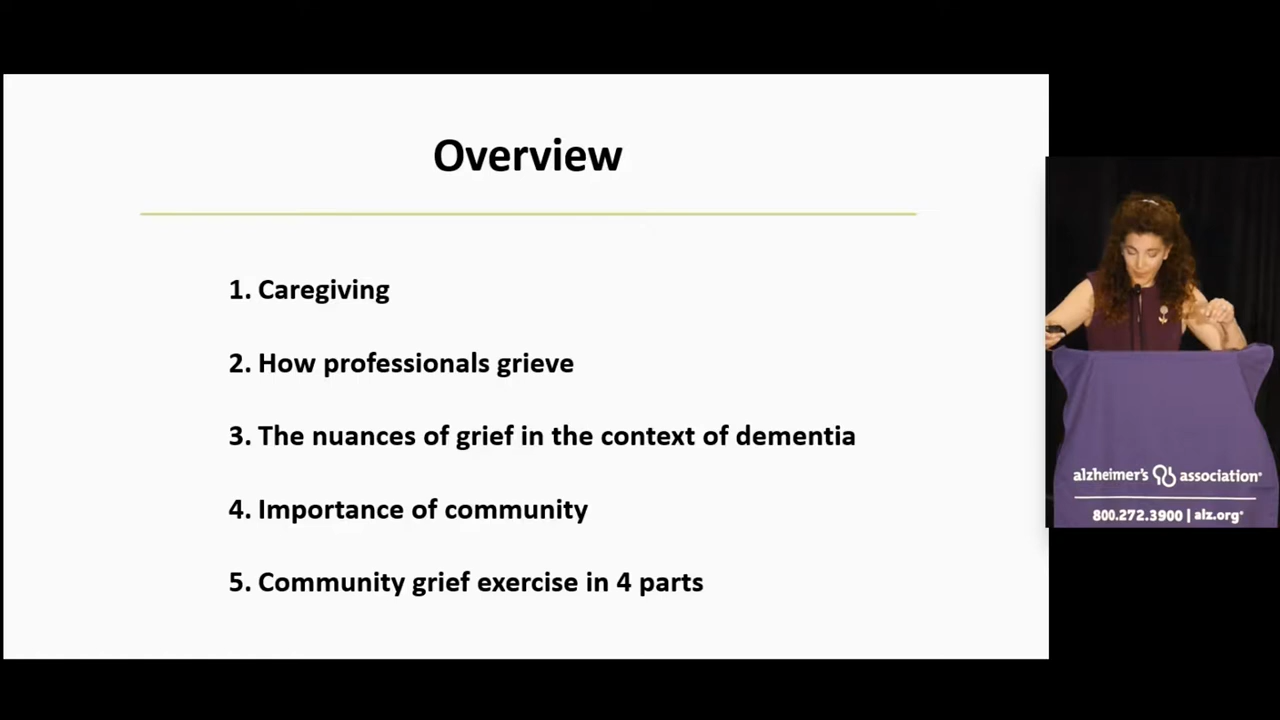 Overview
1. Caregiving
2. How professionals grieve
3. The nuances of grief in the context of dementia
4. Importance of community
5. Community grief exercise in 4 parts
alzheimer's association®
800.272.3900 | alz.org®